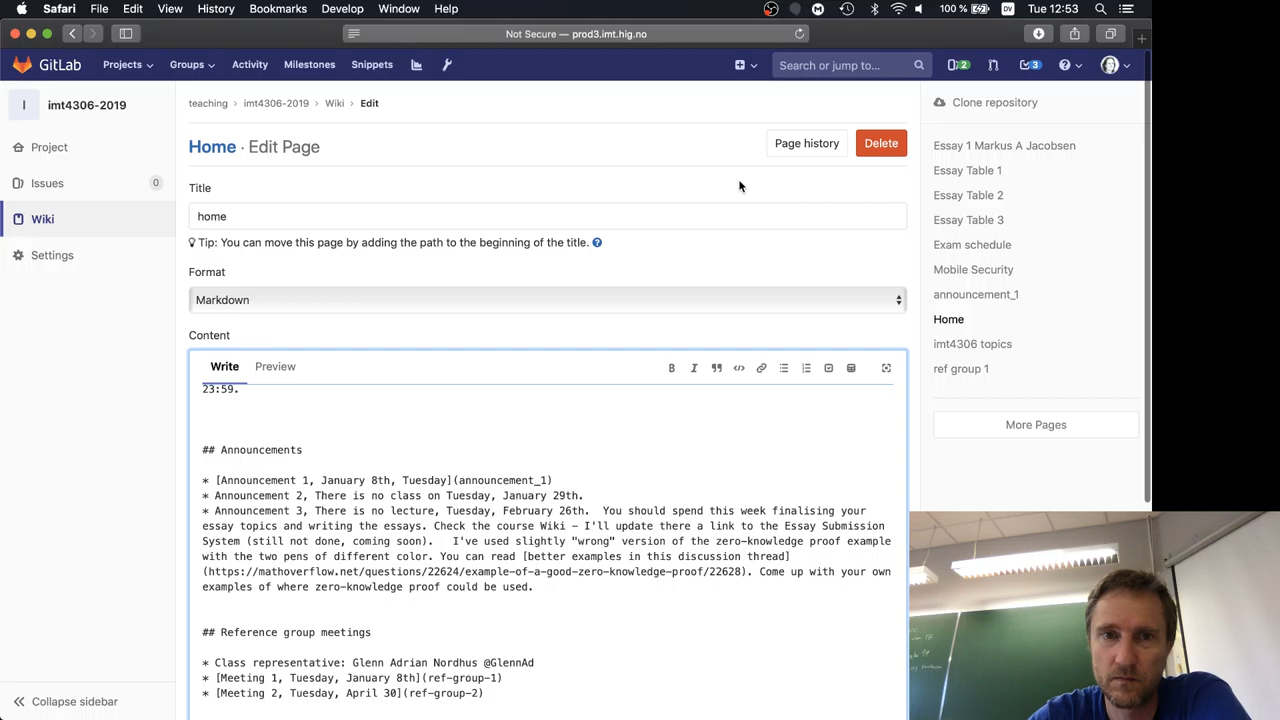 Safari File Edit View History Bookmarks Develop Window Help 100 % DV Tue 12:53
Not Secure — prod3.imt.hig.no
GitLab Projects Groups Activity Milestones Snippets Search or jump to… 2 3
I imt4306-2019
Project
Issues 0
Wiki
Settings
Collapse sidebar
teaching › imt4306-2019 › Wiki › Edit
Home · Edit Page
Page history
Delete
Title
home
Tip: You can move this page by adding the path to the beginning of the title.
Format
Markdown
Content
Write Preview
23:59.
## Announcements
* [Announcement 1, January 8th, Tuesday](announcement_1)
* Announcement 2, There is no class on Tuesday, January 29th.
* Announcement 3, There is no lecture, Tuesday, February 26th.  You should spend this week finalising your
essay topics and writing the essays. Check the course Wiki - I'll update there a link to the Essay Submission
System (still not done, coming soon).   I've used slightly "wrong" version of the zero-knowledge proof example
with the two pens of different color. You can read [better examples in this discussion thread]
(https://mathoverflow.net/questions/22624/example-of-a-good-zero-knowledge-proof/22628). Come up with your own
examples of where zero-knowledge proof could be used.
## Reference group meetings
* Class representative: Glenn Adrian Nordhus @GlennAd
* [Meeting 1, Tuesday, January 8th](ref-group-1)
* [Meeting 2, Tuesday, April 30](ref-group-2)
Clone repository
Essay 1 Markus A Jacobsen
Essay Table 1
Essay Table 2
Essay Table 3
Exam schedule
Mobile Security
announcement_1
Home
imt4306 topics
ref group 1
More Pages